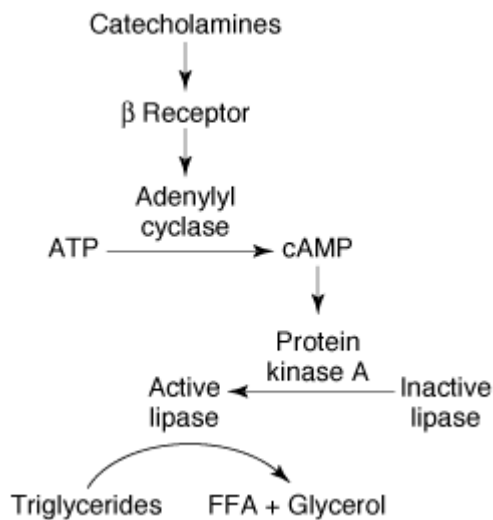 Catecholamines
β Receptor
Adenylyl
cyclase
ATP
cAMP
Protein
kinase A
Active
lipase
Inactive
lipase
Triglycerides
FFA + Glycerol